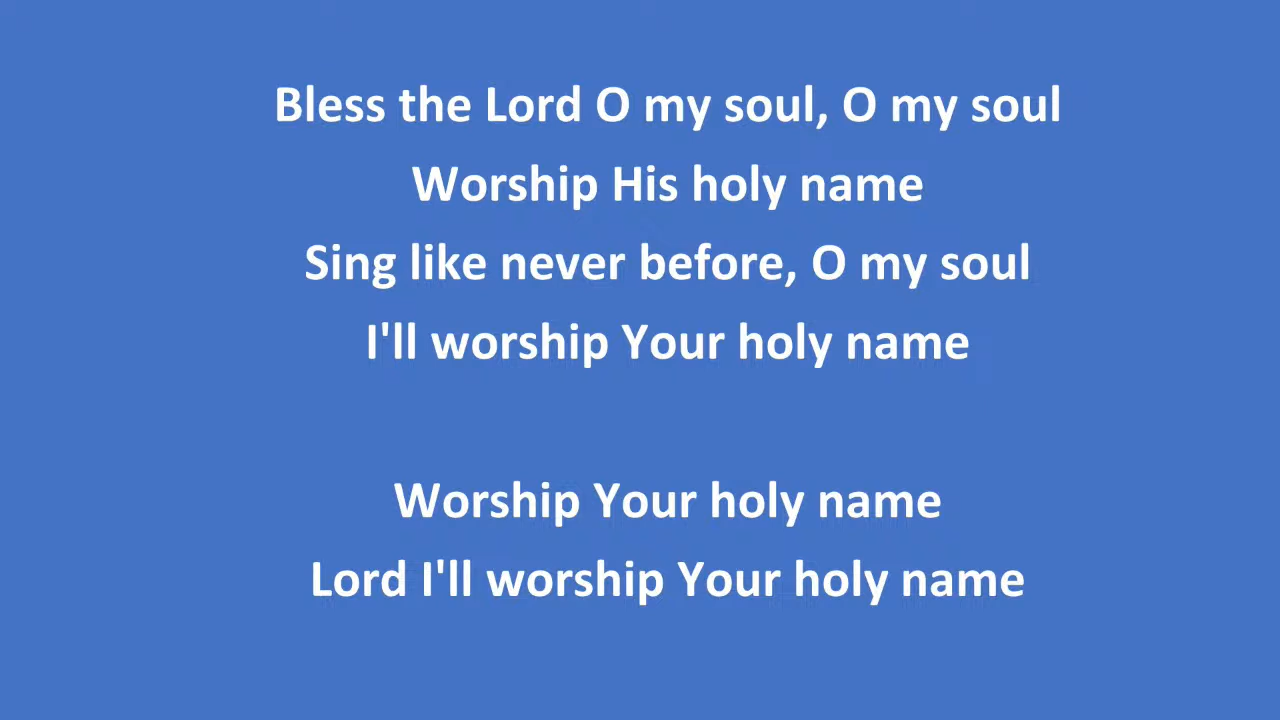 Bless the Lord O my soul, O my soul
Worship His holy name
Sing like never before, O my soul
I'll worship Your holy name
Worship Your holy name
Lord I'll worship Your holy name